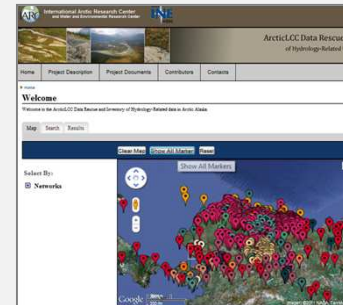 ARC
International Arctic Research Center
and Water and Environmental Research Center
INE
ArcticLCC Data Rescue
of Hydrology-Related
Home
Project Description
Project Documents
Contributors
Contacts
Home
Welcome
Welcome to the ArcticLCC Data Rescue and Inventory of Hydrology-Related data in Arctic Alaska.
Map
Search
Results
Clear Map
Show All Markers
Reset
Select By:
Show All Markers
Networks
Google